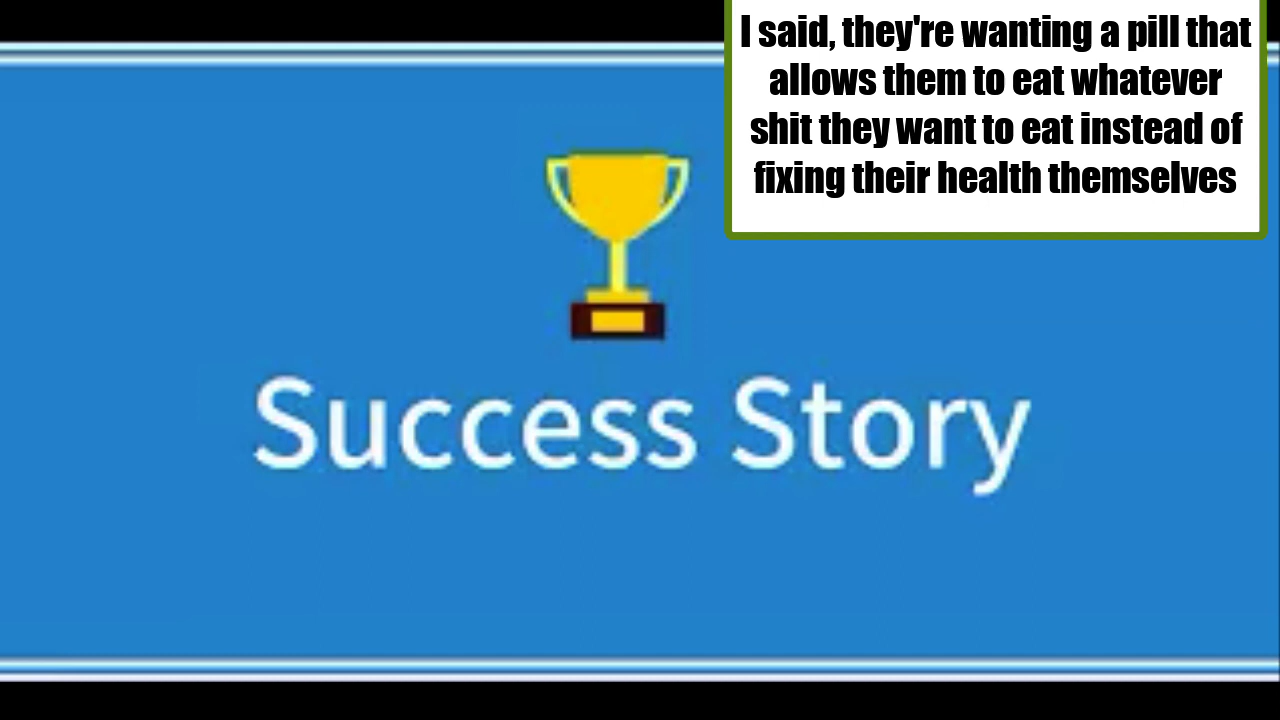 I said, they're wanting a pill that
allows them to eat whatever
shit they want to eat instead of
fixing their health themselves
Success Story